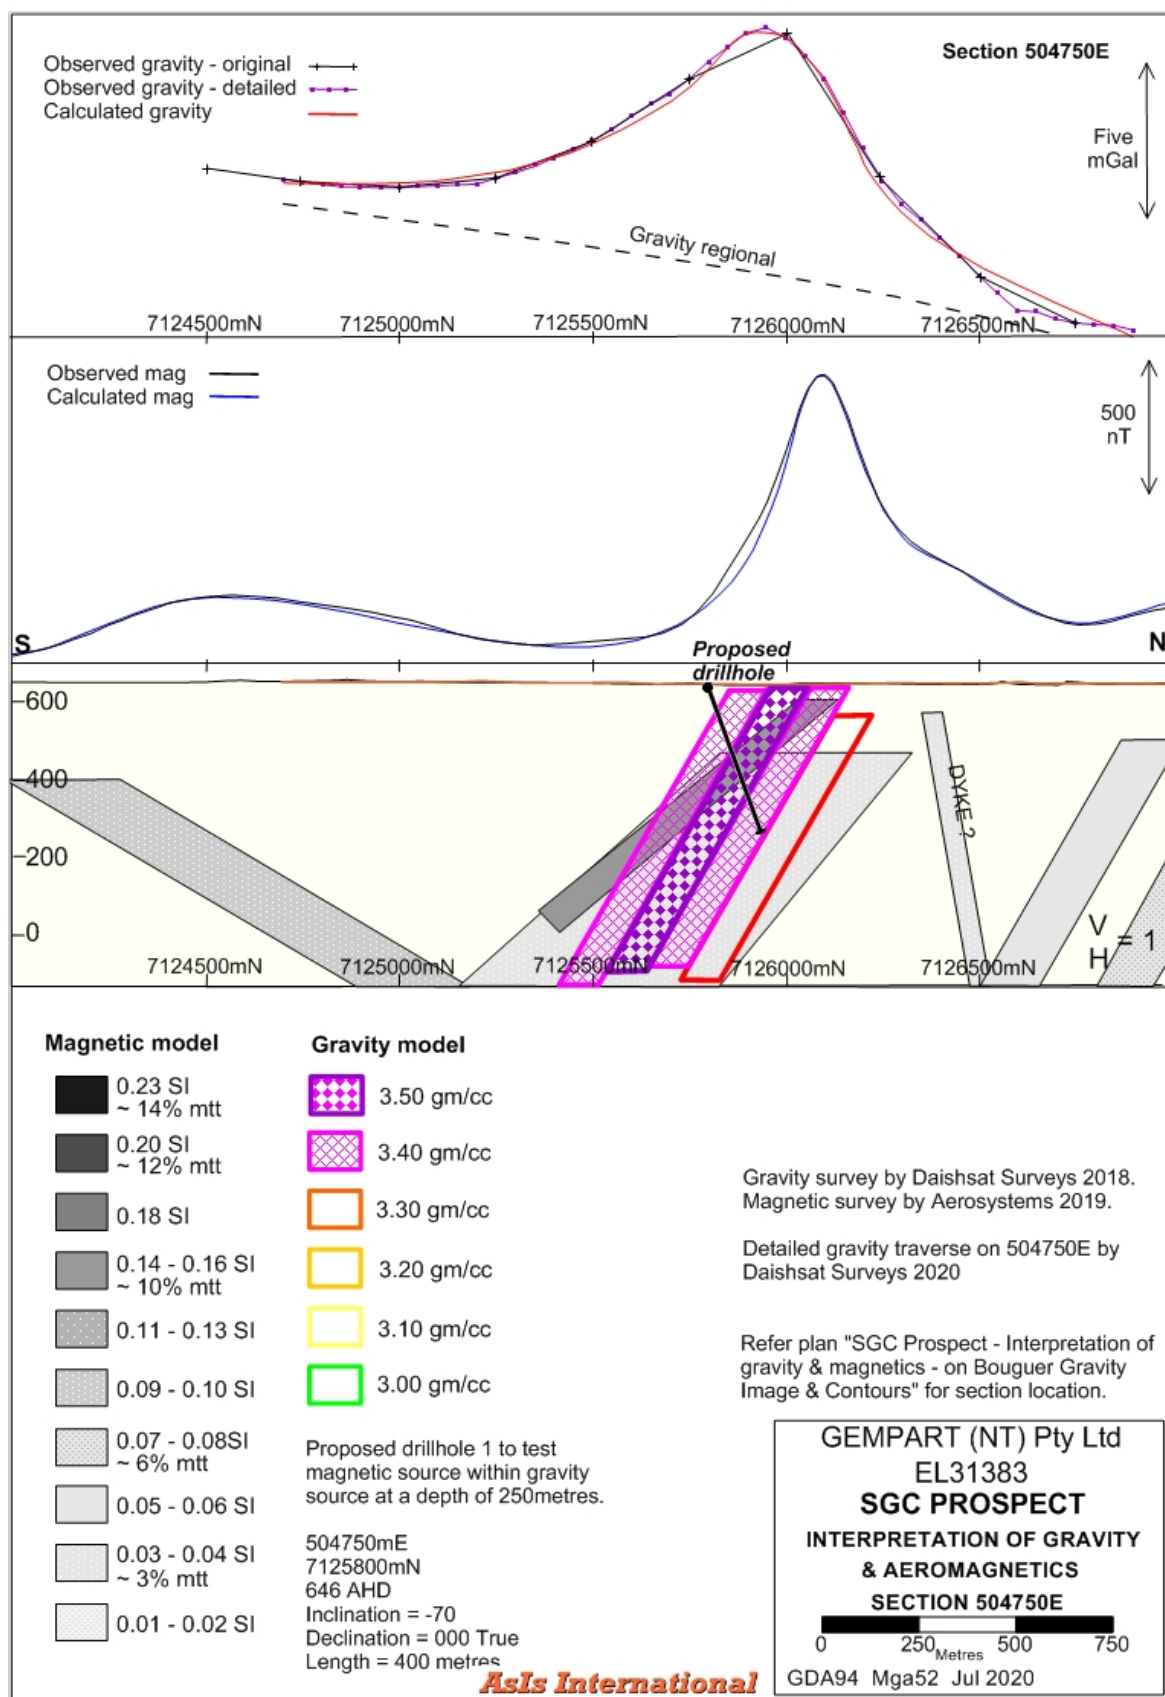 Section 504750E
Observed gravity - original
Observed gravity - detailed
Calculated gravity
Five
mGal
Gravity regional
7124500mN 7125000mN 7125500mN 7126000mN 7126500mN
Observed mag
Calculated mag
500
nT
S N
Proposed
drillhole
600
400
200
0
DYKE ?
V
H = 1
7124500mN 7125000mN 7125500mN 7126000mN 7126500mN
Magnetic model
0.23 SI
~ 14% mtt
0.20 SI
~ 12% mtt
0.18 SI
0.14 - 0.16 SI
~ 10% mtt
0.11 - 0.13 SI
0.09 - 0.10 SI
0.07 - 0.08SI
~ 6% mtt
0.05 - 0.06 SI
0.03 - 0.04 SI
~ 3% mtt
0.01 - 0.02 SI
Gravity model
3.50 gm/cc
3.40 gm/cc
3.30 gm/cc
3.20 gm/cc
3.10 gm/cc
3.00 gm/cc
Proposed drillhole 1 to test
magnetic source within gravity
source at a depth of 250metres.
504750mE
7125800mN
646 AHD
Inclination = -70
Declination = 000 True
Length = 400 metres
Gravity survey by Daishsat Surveys 2018.
Magnetic survey by Aerosystems 2019.
Detailed gravity traverse on 504750E by
Daishsat Surveys 2020
Refer plan "SGC Prospect - Interpretation of
gravity & magnetics - on Bouguer Gravity
Image & Contours" for section location.
GEMPART (NT) Pty Ltd
EL31383
SGC PROSPECT
INTERPRETATION OF GRAVITY
& AEROMAGNETICS
SECTION 504750E
0 250 500 750
Metres
GDA94 Mga52 Jul 2020
AsIs International